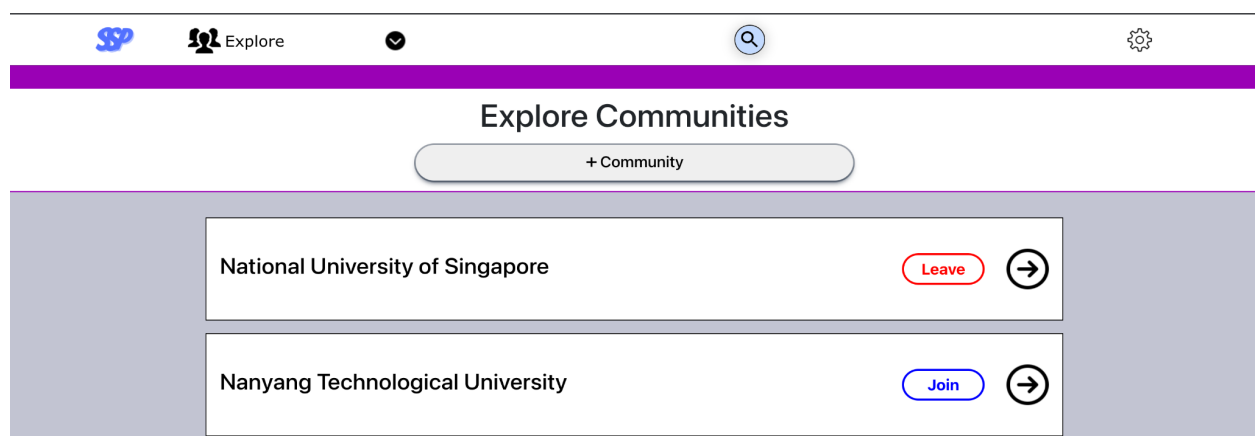 SSP
Explore
Explore Communities
+ Community
National University of Singapore
Leave
Nanyang Technological University
Join